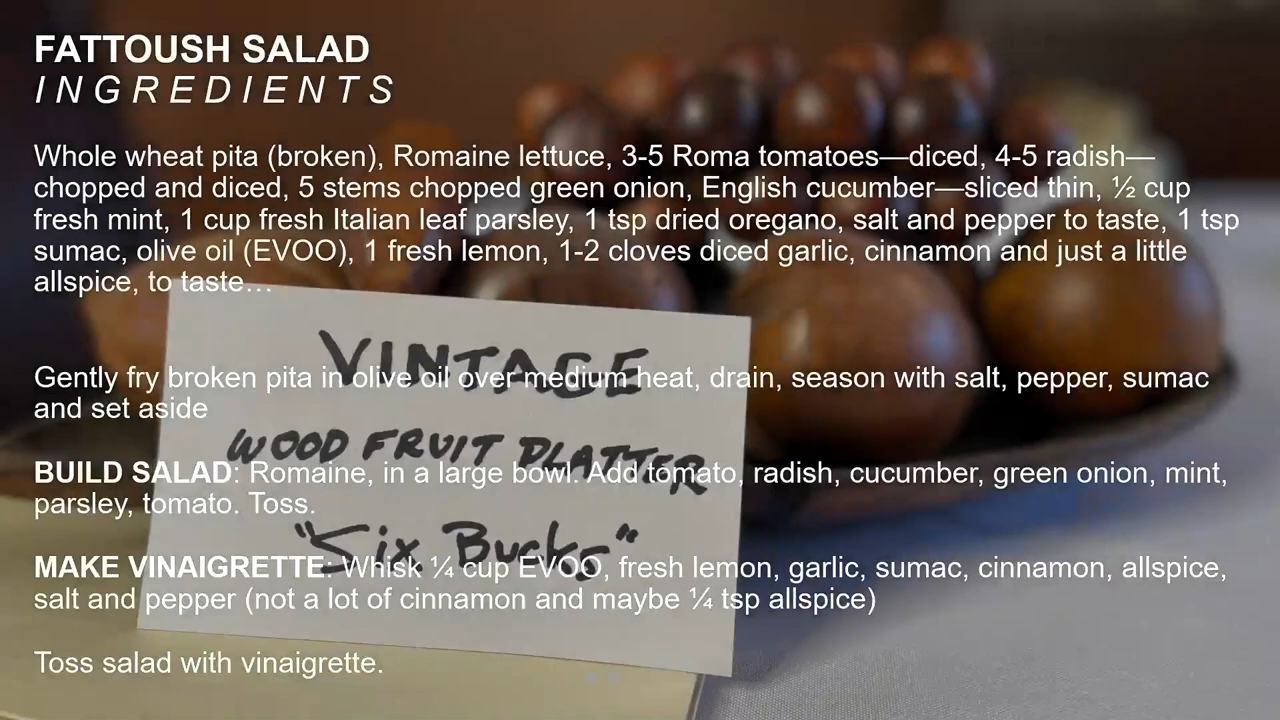 FATTOUSH SALAD
INGREDIENTS
Whole wheat pita (broken), Romaine lettuce, 3-5 Roma tomatoes—diced, 4-5 radish—
chopped and diced, 5 stems chopped green onion, English cucumber—sliced thin, ½ cup
fresh mint, 1 cup fresh Italian leaf parsley, 1 tsp dried oregano, salt and pepper to taste, 1 tsp
sumac, olive oil (EVOO), 1 fresh lemon, 1-2 cloves diced garlic, cinnamon and just a little
allspice, to taste…
VINTAGE
Gently fry broken pita in olive oil over medium heat, drain, season with salt, pepper, sumac
and set aside
WOOD FRUIT PLATTER
BUILD SALAD: Romaine, in a large bowl. Add tomato, radish, cucumber, green onion, mint,
parsley, tomato. Toss.
"Six Bucks"
MAKE VINAIGRETTE: Whisk ¼ cup EVOO, fresh lemon, garlic, sumac, cinnamon, allspice,
salt and pepper (not a lot of cinnamon and maybe ¼ tsp allspice)
Toss salad with vinaigrette.